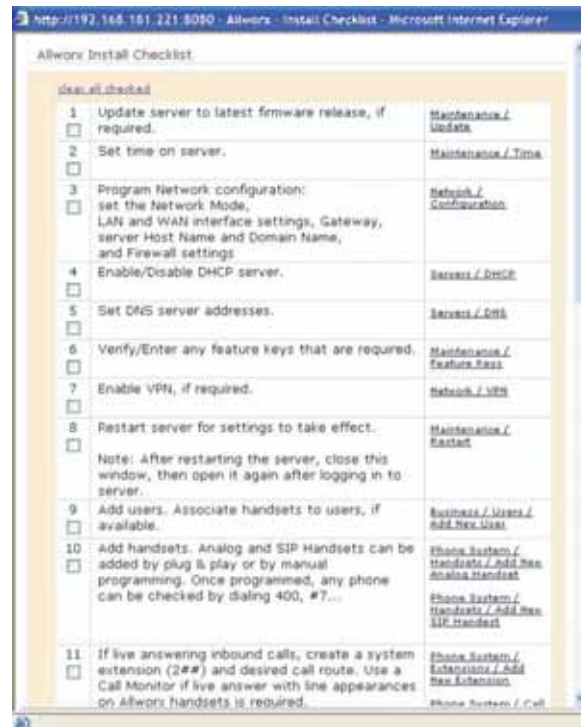 http://192.168.181.221:8080 - Allworx - Install Checklist - Microsoft Internet Explorer
Allworx Install Checklist
clear all checked
1 Update server to latest firmware release, if Maintenance /
required. Update
2 Set time on server. Maintenance / Time
3 Program Network configuration: Network /
set the Network Mode, Configuration
LAN and WAN interface settings, Gateway,
server Host Name and Domain Name,
and Firewall settings
4 Enable/Disable DHCP server. Servers / DHCP
5 Set DNS server addresses. Servers / DNS
6 Verify/Enter any feature keys that are required. Maintenance /
Feature Keys
7 Enable VPN, if required. Network / VPN
8 Restart server for settings to take effect. Maintenance /
Restart
Note: After restarting the server, close this
window, then open it again after logging in to
server.
9 Add users. Associate handsets to users, if Business / Users /
available. Add New User
10 Add handsets. Analog and SIP Handsets can be Phone System /
added by plug & play or by manual Handsets / Add New
programming. Once programmed, any phone Analog Handset
can be checked by dialing 400, #7...
Phone System /
Handsets / Add New
SIP Handset
11 If live answering inbound calls, create a system Phone System /
extension (2##) and desired call route. Use a Extensions / Add
Call Monitor if live answer with line appearances New Extension
on Allworx handsets is required. Phone System / Call